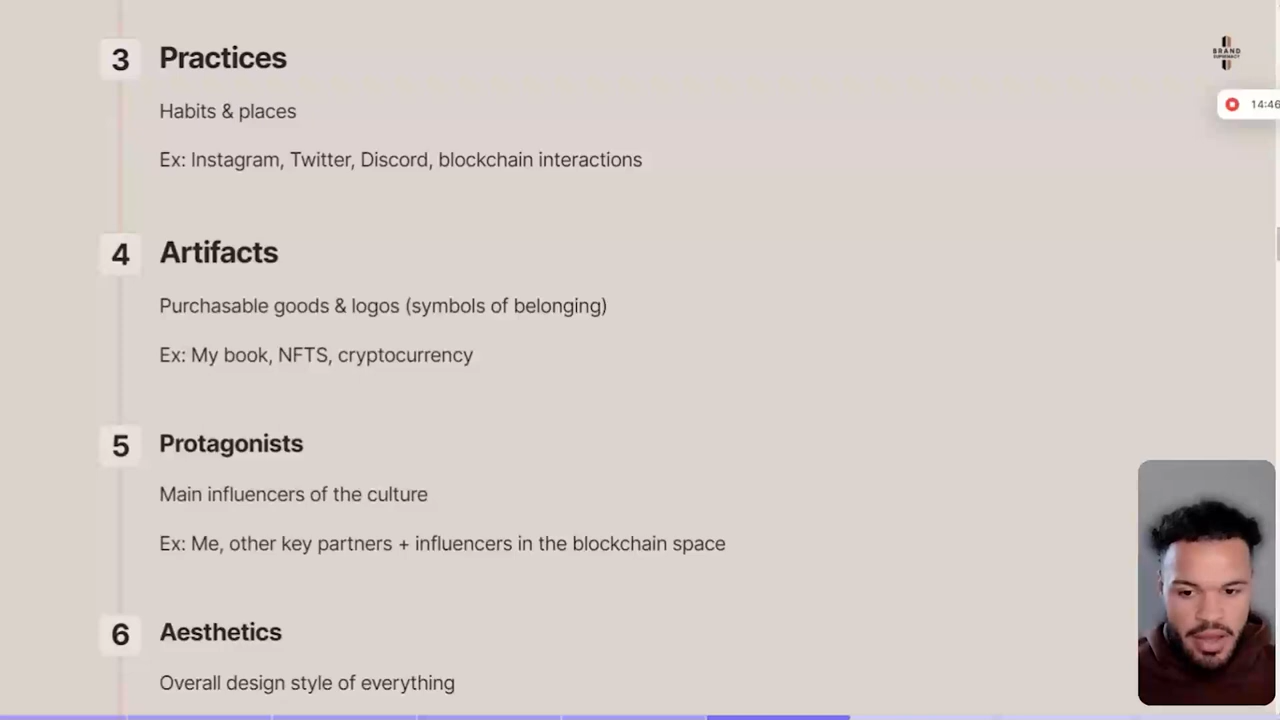 3 Practices
BRAND
SUPREMACY
Habits & places
14:46
Ex: Instagram, Twitter, Discord, blockchain interactions
4 Artifacts
Purchasable goods & logos (symbols of belonging)
Ex: My book, NFTS, cryptocurrency
5 Protagonists
Main influencers of the culture
Ex: Me, other key partners + influencers in the blockchain space
6 Aesthetics
Overall design style of everything